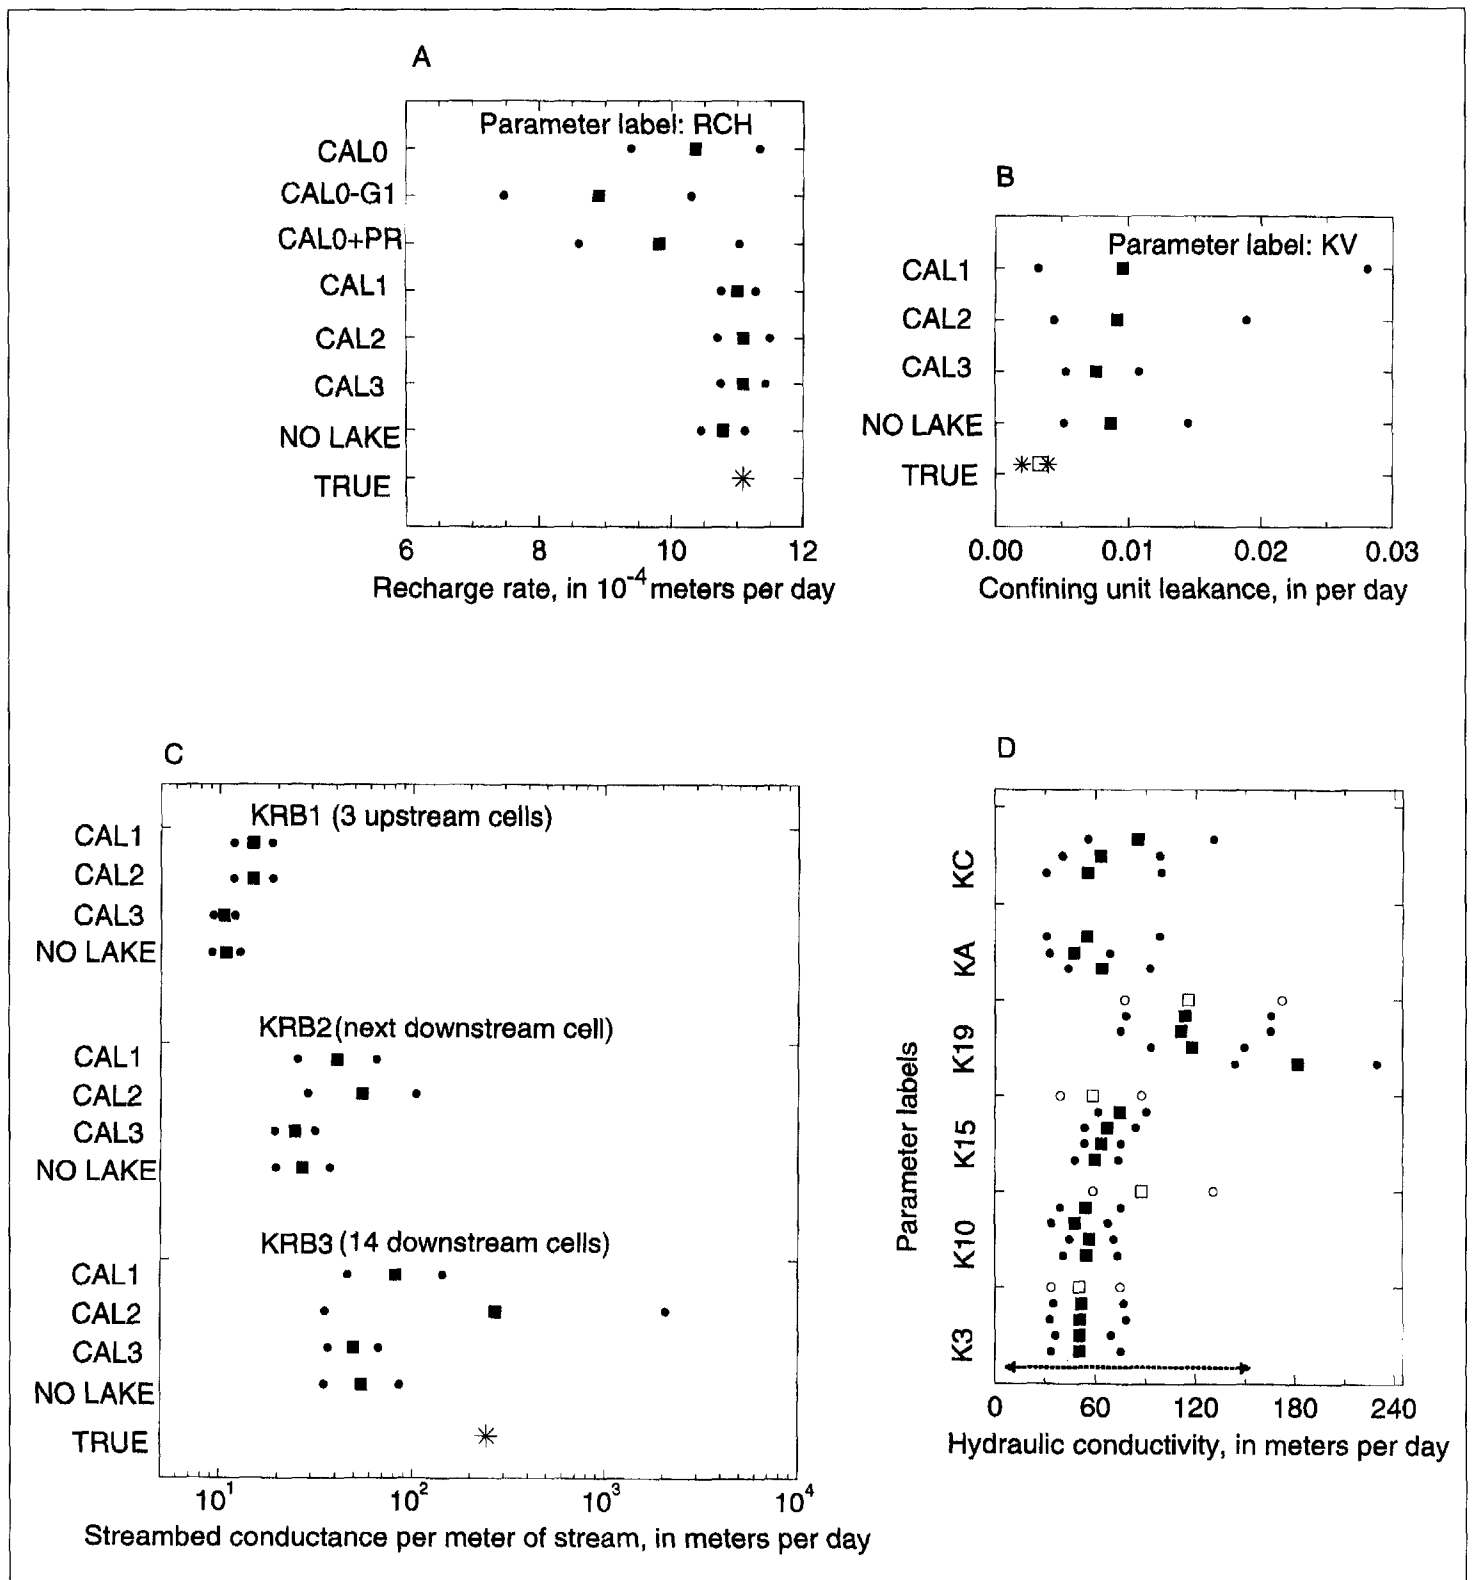 A
Parameter label: RCH
CAL0
CAL0-G1
CAL0+PR
CAL1
CAL2
CAL3
NO LAKE
TRUE
6 8 10 12
Recharge rate, in 10⁻⁴ meters per day
B
Parameter label: KV
CAL1
CAL2
CAL3
NO LAKE
TRUE
0.00 0.01 0.02 0.03
Confining unit leakance, in per day
C
KRB1 (3 upstream cells)
CAL1
CAL2
CAL3
NO LAKE
KRB2 (next downstream cell)
CAL1
CAL2
CAL3
NO LAKE
KRB3 (14 downstream cells)
CAL1
CAL2
CAL3
NO LAKE
TRUE
10¹ 10² 10³ 10⁴
Streambed conductance per meter of stream, in meters per day
D
Parameter labels
KC
KA
K19
K15
K10
K3
0 60 120 180 240
Hydraulic conductivity, in meters per day